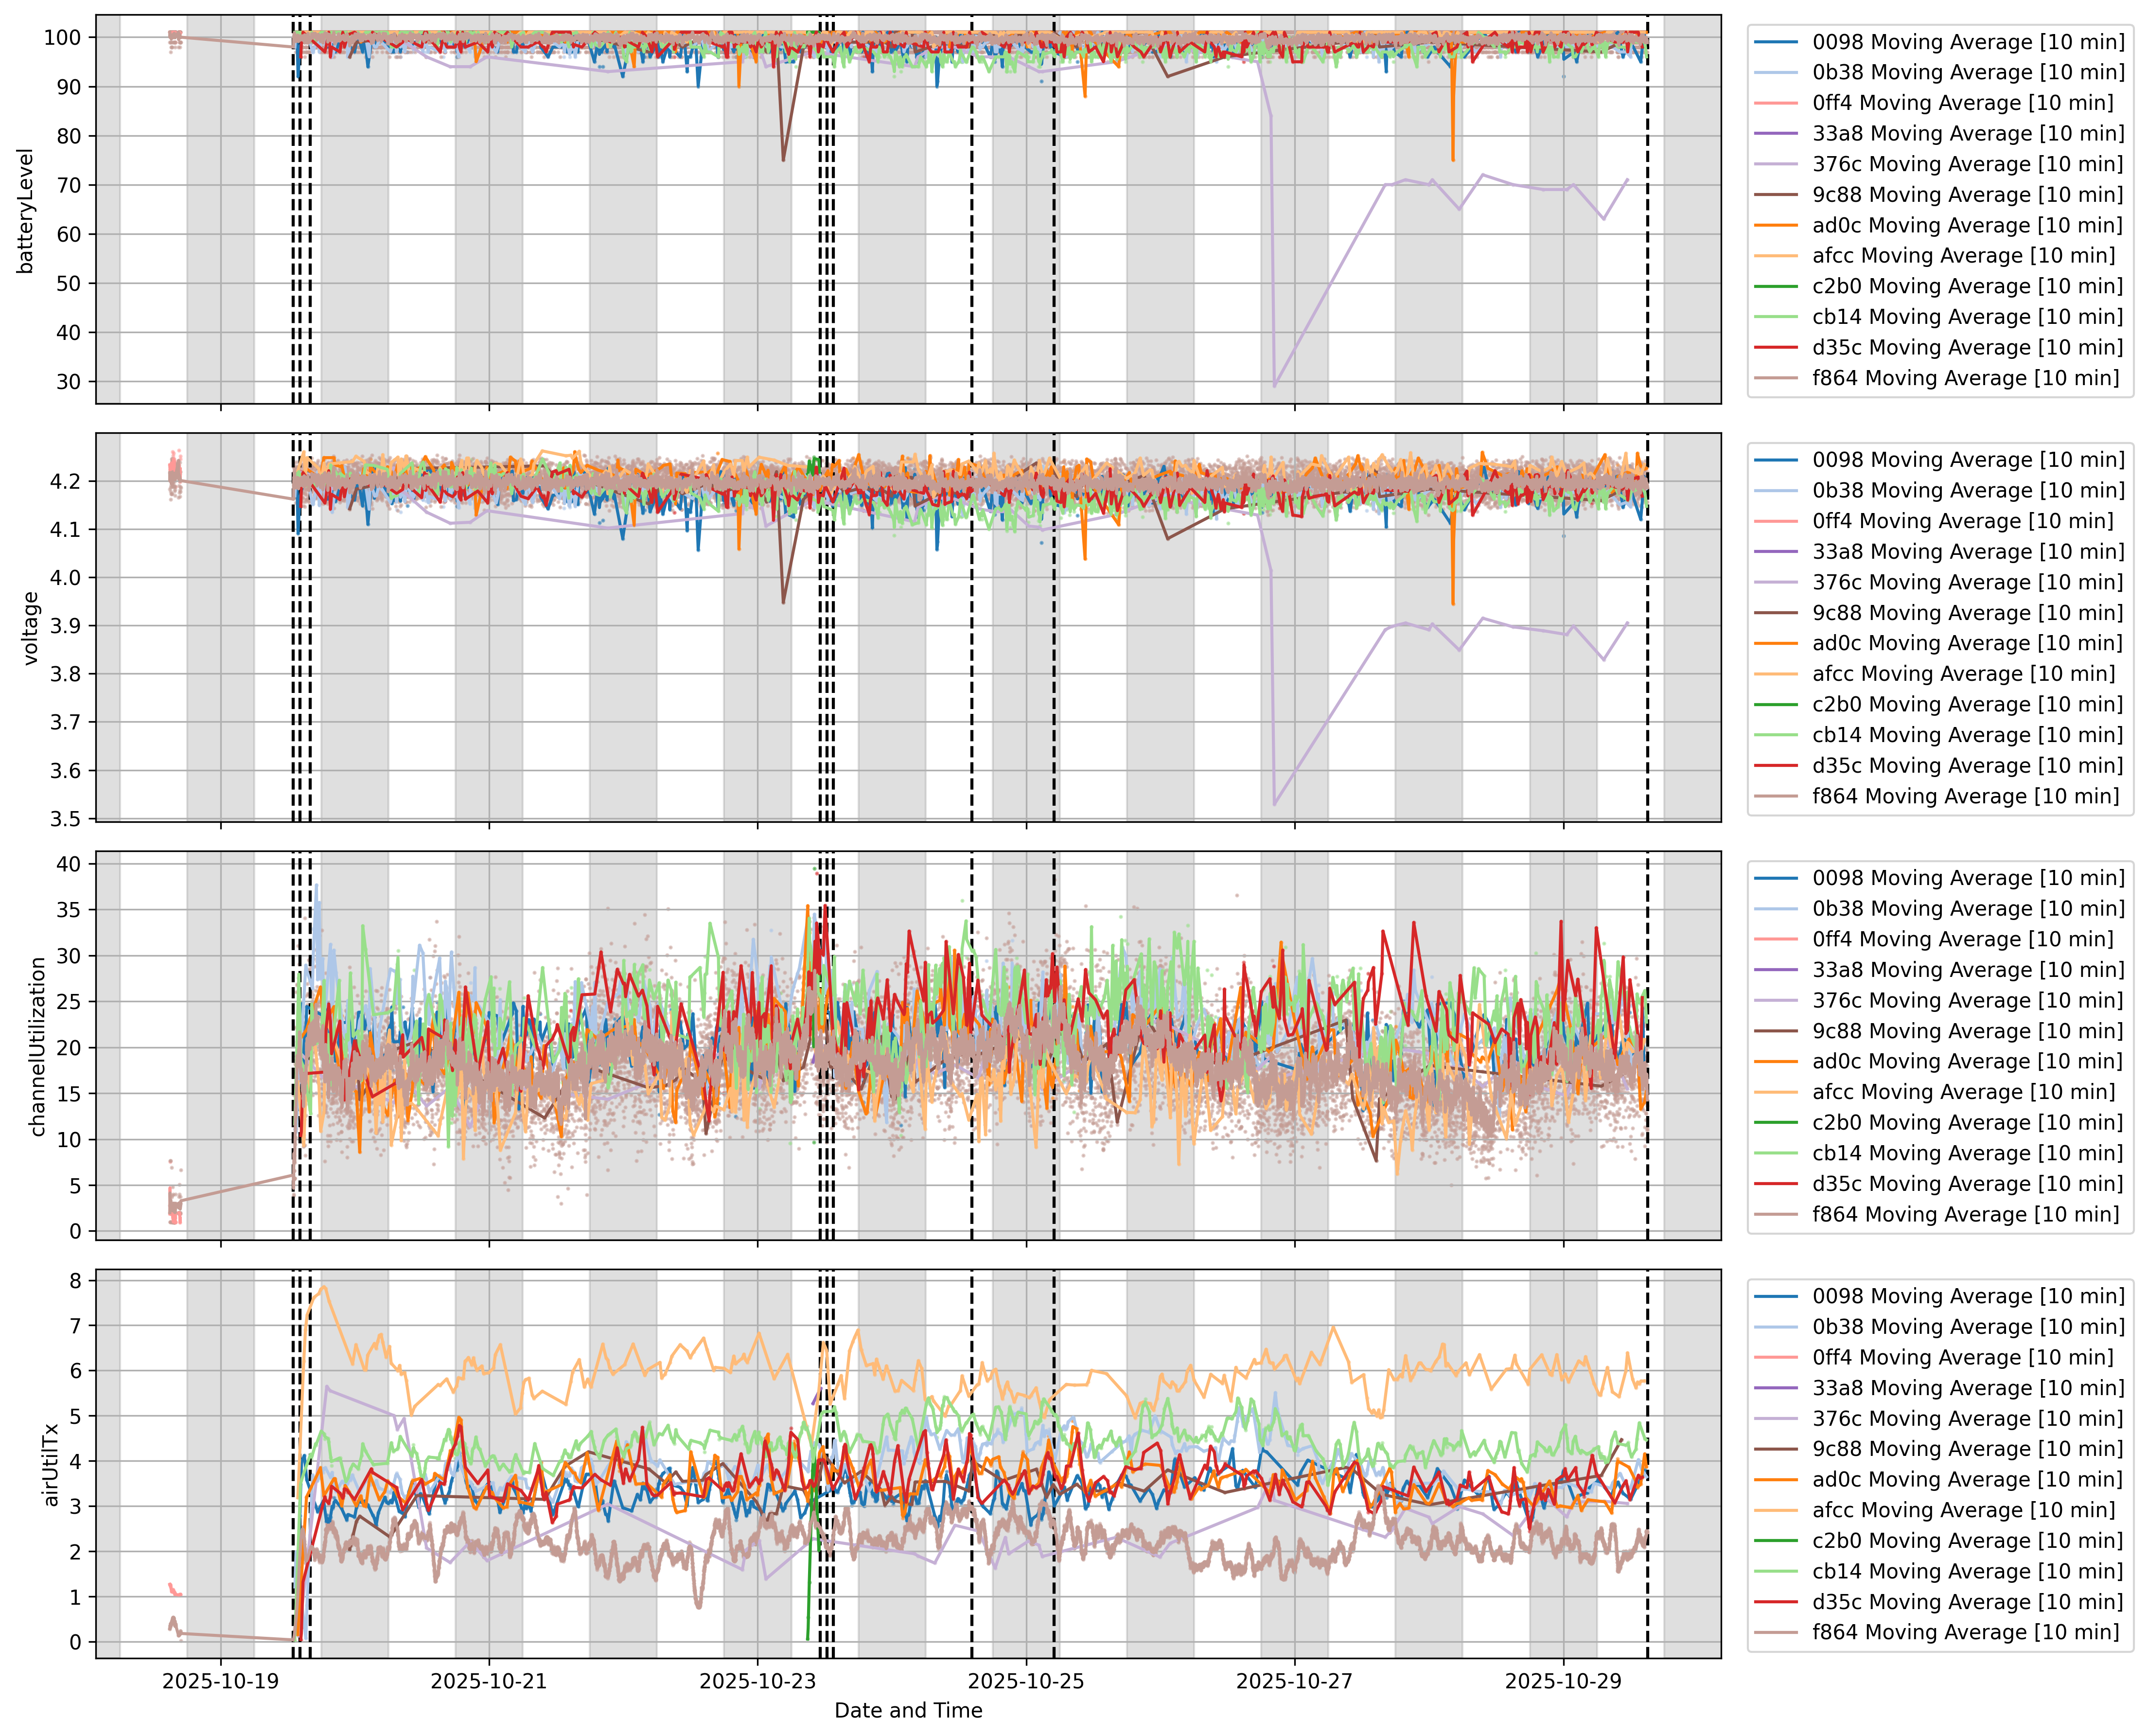 batteryLevel
100
90
80
70
60
50
40
30
0098 Moving Average [10 min]
0b38 Moving Average [10 min]
0ff4 Moving Average [10 min]
33a8 Moving Average [10 min]
376c Moving Average [10 min]
9c88 Moving Average [10 min]
ad0c Moving Average [10 min]
afcc Moving Average [10 min]
c2b0 Moving Average [10 min]
cb14 Moving Average [10 min]
d35c Moving Average [10 min]
f864 Moving Average [10 min]
voltage
4.2
4.1
4.0
3.9
3.8
3.7
3.6
3.5
0098 Moving Average [10 min]
0b38 Moving Average [10 min]
0ff4 Moving Average [10 min]
33a8 Moving Average [10 min]
376c Moving Average [10 min]
9c88 Moving Average [10 min]
ad0c Moving Average [10 min]
afcc Moving Average [10 min]
c2b0 Moving Average [10 min]
cb14 Moving Average [10 min]
d35c Moving Average [10 min]
f864 Moving Average [10 min]
channelUtilization
40
35
30
25
20
15
10
5
0
0098 Moving Average [10 min]
0b38 Moving Average [10 min]
0ff4 Moving Average [10 min]
33a8 Moving Average [10 min]
376c Moving Average [10 min]
9c88 Moving Average [10 min]
ad0c Moving Average [10 min]
afcc Moving Average [10 min]
c2b0 Moving Average [10 min]
cb14 Moving Average [10 min]
d35c Moving Average [10 min]
f864 Moving Average [10 min]
airUtilTx
8
7
6
5
4
3
2
1
0
0098 Moving Average [10 min]
0b38 Moving Average [10 min]
0ff4 Moving Average [10 min]
33a8 Moving Average [10 min]
376c Moving Average [10 min]
9c88 Moving Average [10 min]
ad0c Moving Average [10 min]
afcc Moving Average [10 min]
c2b0 Moving Average [10 min]
cb14 Moving Average [10 min]
d35c Moving Average [10 min]
f864 Moving Average [10 min]
2025-10-19 2025-10-21 2025-10-23 2025-10-25 2025-10-27 2025-10-29
Date and Time